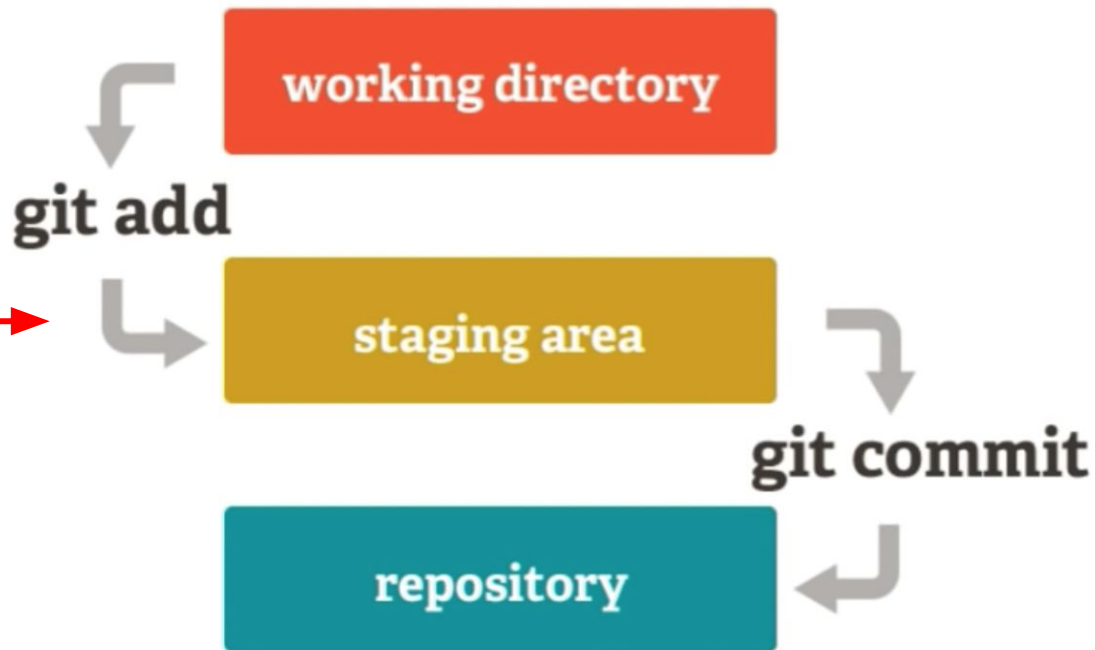 working directory
git add
staging area
git commit
repository